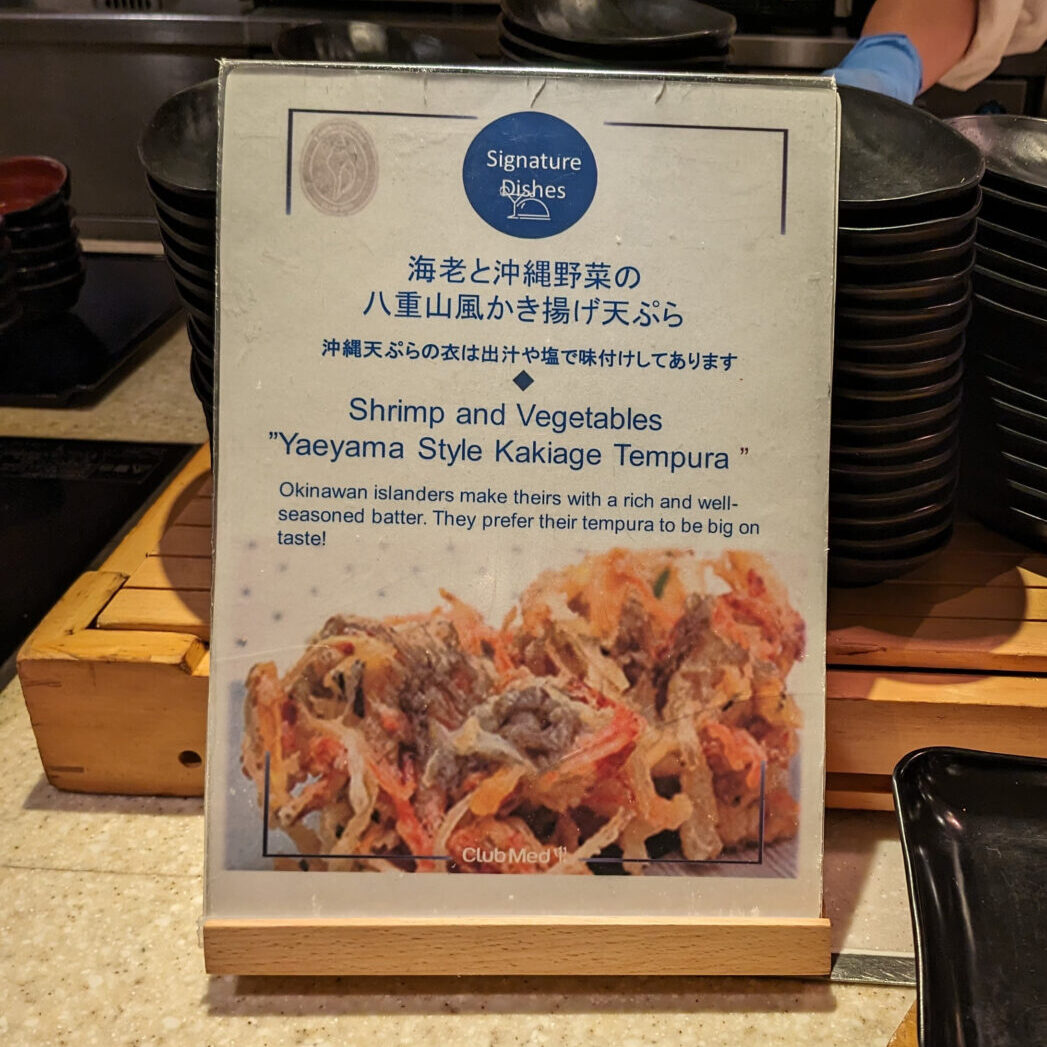 Signature
Dishes
海老と沖縄野菜の
八重山風かき揚げ天ぷら
沖縄天ぷらの衣は出汁や塩で味付けしてあります
Shrimp and Vegetables
”Yaeyama Style Kakiage Tempura ”
Okinawan islanders make theirs with a rich and well-
seasoned batter. They prefer their tempura to be big on
taste!
Club Med